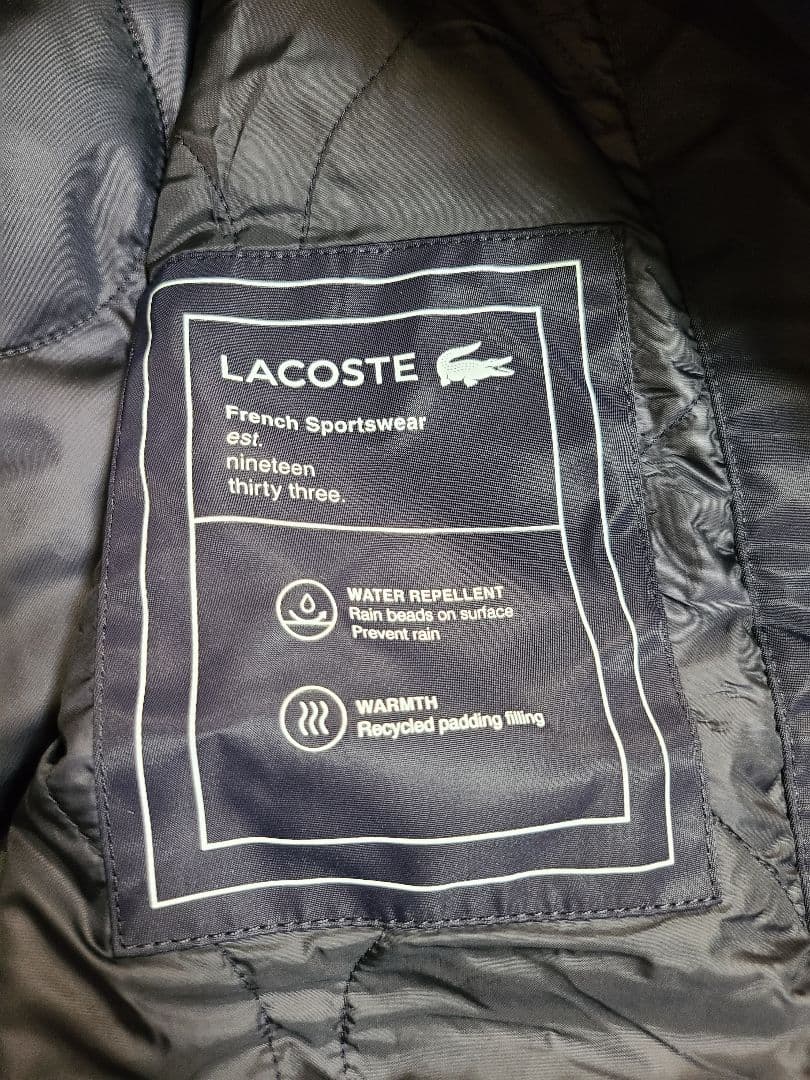 LACOSTE
French Sportswear
est.
nineteen
thirty three.
WATER REPELLENT
Rain beads on surface
Prevent rain
WARMTH
Recycled padding filling